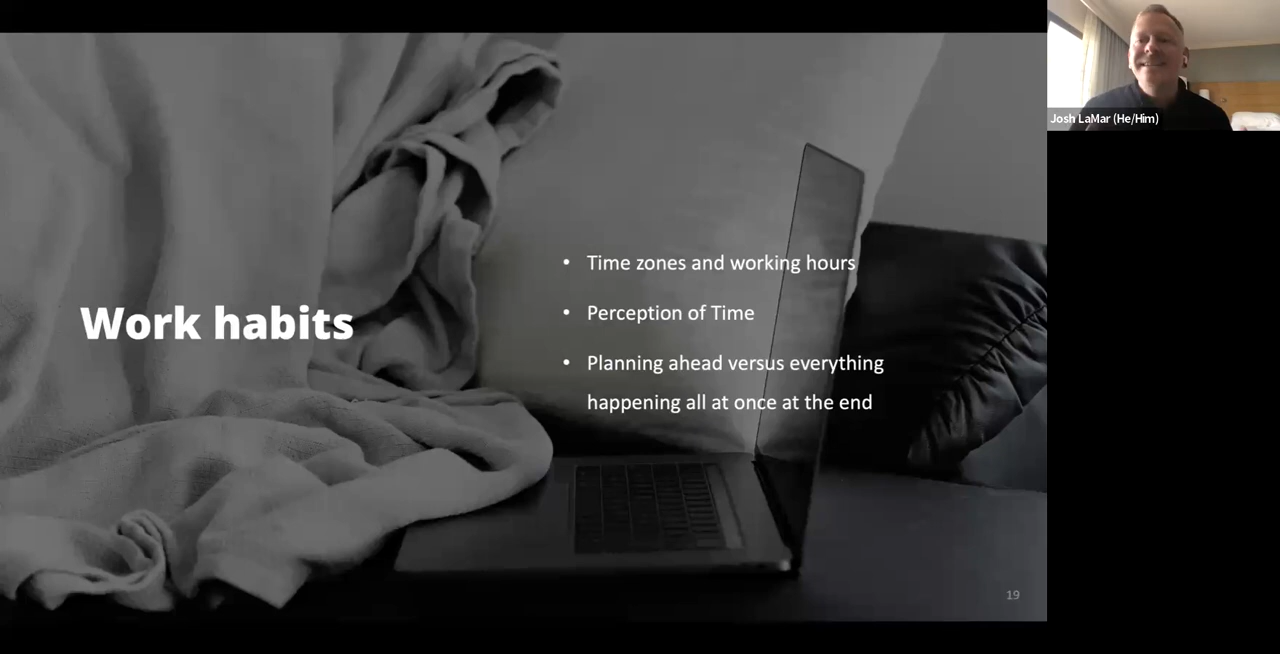 Work habits
• Time zones and working hours
• Perception of Time
• Planning ahead versus everything
happening all at once at the end
19
Josh LaMar (He/Him)